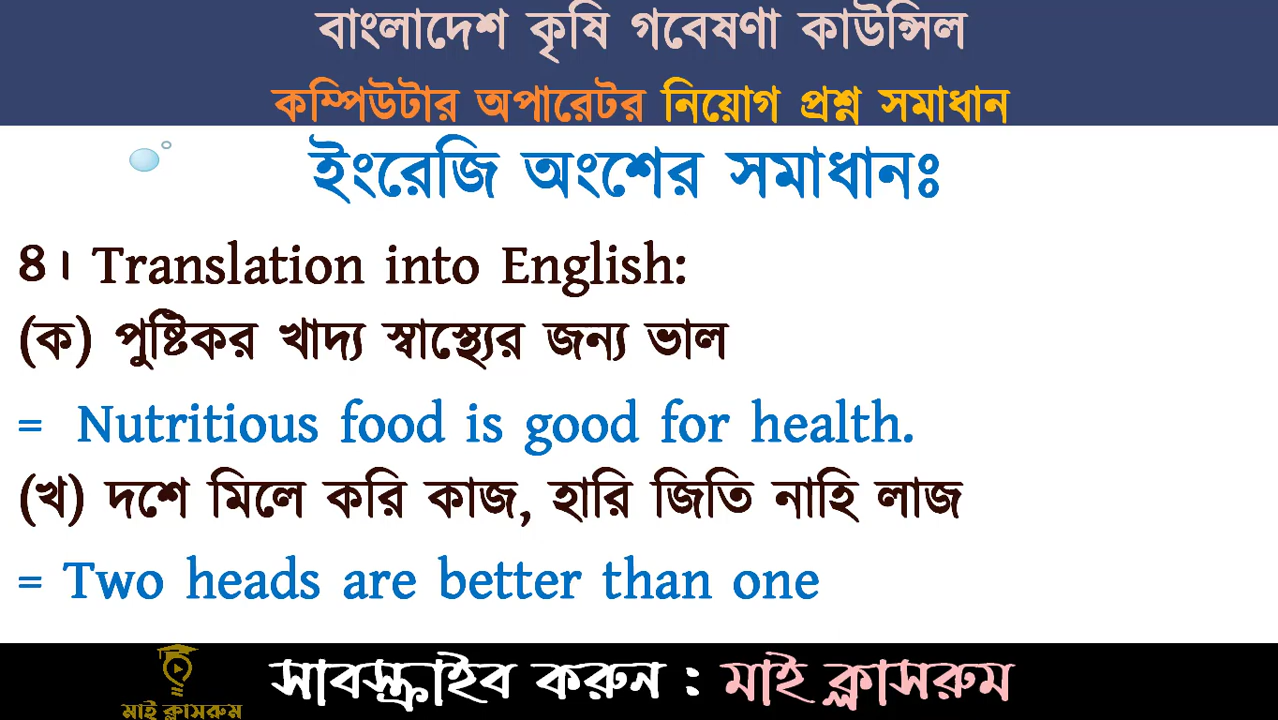 বাংলাদেশ কৃষি গবেষণা কাউন্সিল
কম্পিউটার অপারেটর নিয়োগ প্রশ্ন সমাধান
ইংরেজি অংশের সমাধানঃ
৪। Translation into English:
(ক) পুষ্টিকর খাদ্য স্বাস্থ্যের জন্য ভাল
= Nutritious food is good for health.
(খ) দশে মিলে করি কাজ, হারি জিতি নাহি লাজ
= Two heads are better than one
সাবস্ক্রাইব করুন : মাই ক্লাসরুম
মাই ক্লাসরুম